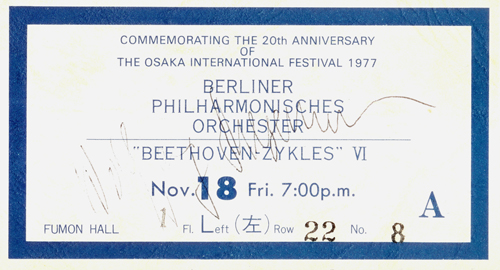 COMMEMORATING THE 20th ANNIVERSARY
OF
THE OSAKA INTERNATIONAL FESTIVAL 1977
BERLINER
PHILHARMONISCHES
ORCHESTER
"BEETHOVEN-ZYKLES" VI
Nov. 18 Fri. 7:00p.m.
A
FUMON HALL 1 Fl. Left (左) Row 22 No. 8